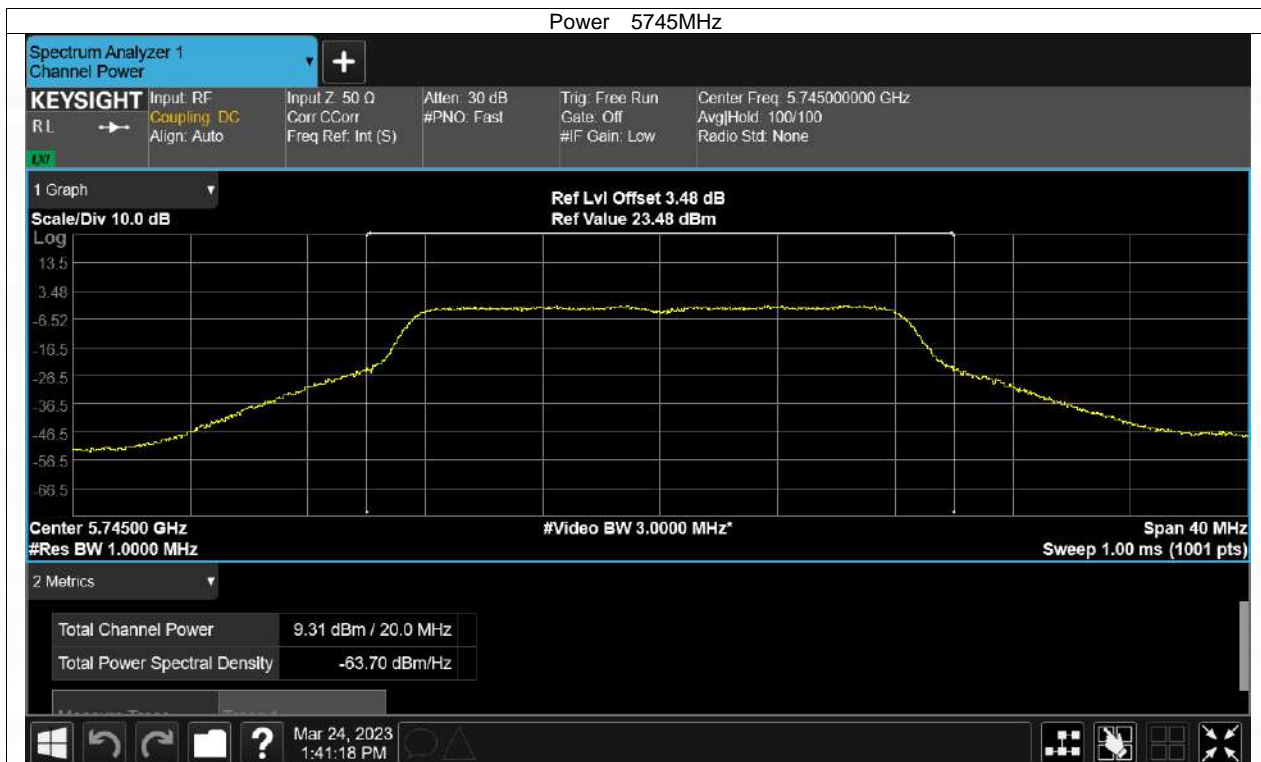 Power 5745MHz
Spectrum Analyzer 1
Channel Power
KEYSIGHT
RL
LXI
Input: RF
Coupling: DC
Align: Auto
Input Z: 50 Ω
Corr CCorr
Freq Ref: Int (S)
Atten: 30 dB
#PNO: Fast
Trig: Free Run
Gate: Off
#IF Gain: Low
Center Freq: 5.745000000 GHz
Avg|Hold: 100/100
Radio Std: None
1 Graph
Scale/Div 10.0 dB
Ref Lvl Offset 3.48 dB
Ref Value 23.48 dBm
Log
13.5
3.48
-6.52
-16.5
-26.5
-36.5
-46.5
-56.5
-66.5
Center 5.74500 GHz
#Res BW 1.0000 MHz
#Video BW 3.0000 MHz*
Span 40 MHz
Sweep 1.00 ms (1001 pts)
2 Metrics
Total Channel Power 9.31 dBm / 20.0 MHz
Total Power Spectral Density -63.70 dBm/Hz
?
Mar 24, 2023
1:41:18 PM